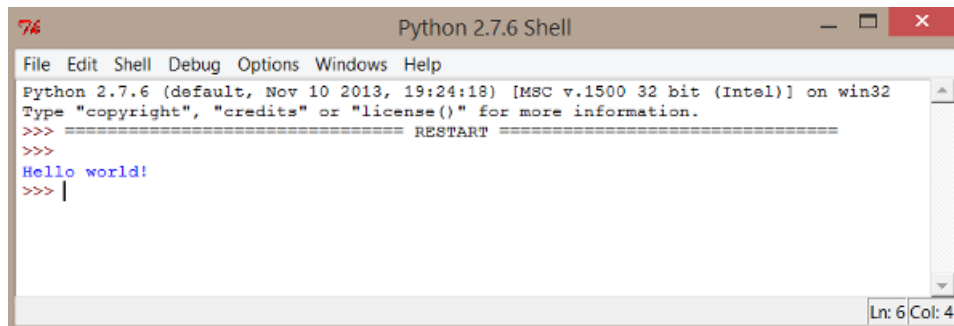 Python 2.7.6 Shell
File Edit Shell Debug Options Windows Help
Python 2.7.6 (default, Nov 10 2013, 19:24:18) [MSC v.1500 32 bit (Intel)] on win32
Type "copyright", "credits" or "license()" for more information.
>>> ================================ RESTART ================================
>>>
Hello world!
>>>
Ln: 6 Col: 4